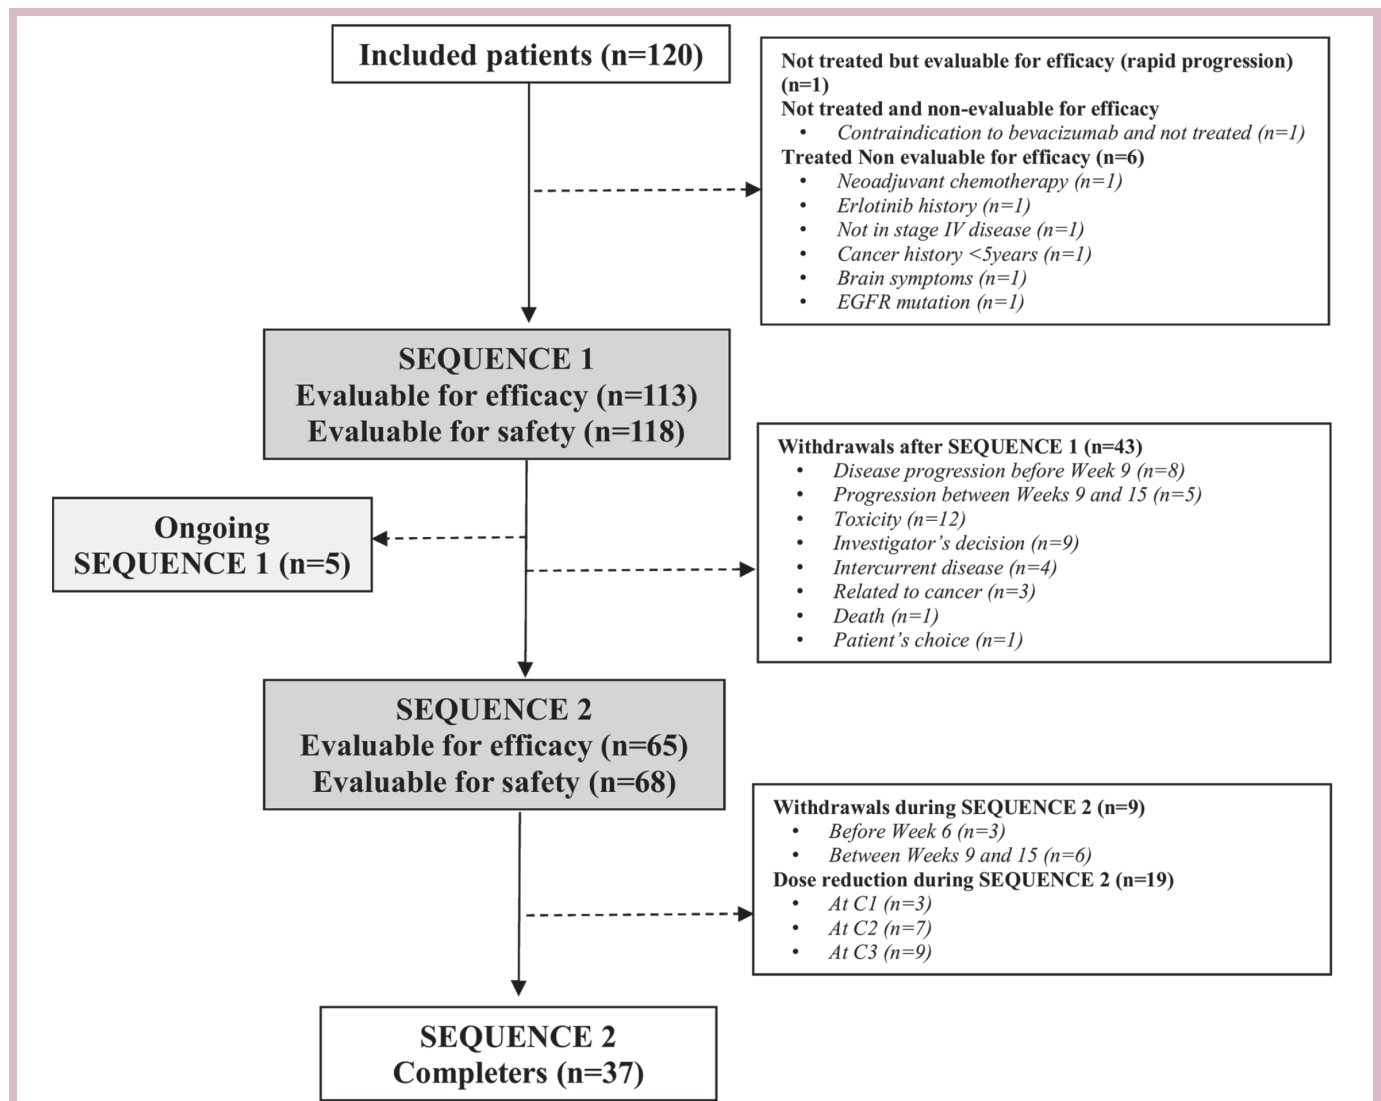 Included patients (n=120)
Not treated but evaluable for efficacy (rapid progression)
(n=1)
Not treated and non-evaluable for efficacy
• Contraindication to bevacizumab and not treated (n=1)
Treated Non evaluable for efficacy (n=6)
• Neoadjuvant chemotherapy (n=1)
• Erlotinib history (n=1)
• Not in stage IV disease (n=1)
• Cancer history <5years (n=1)
• Brain symptoms (n=1)
• EGFR mutation (n=1)
SEQUENCE 1
Evaluable for efficacy (n=113)
Evaluable for safety (n=118)
Withdrawals after SEQUENCE 1 (n=43)
• Disease progression before Week 9 (n=8)
• Progression between Weeks 9 and 15 (n=5)
• Toxicity (n=12)
• Investigator's decision (n=9)
• Intercurrent disease (n=4)
• Related to cancer (n=3)
• Death (n=1)
• Patient's choice (n=1)
Ongoing
SEQUENCE 1 (n=5)
SEQUENCE 2
Evaluable for efficacy (n=65)
Evaluable for safety (n=68)
Withdrawals during SEQUENCE 2 (n=9)
• Before Week 6 (n=3)
• Between Weeks 9 and 15 (n=6)
Dose reduction during SEQUENCE 2 (n=19)
• At C1 (n=3)
• At C2 (n=7)
• At C3 (n=9)
SEQUENCE 2
Completers (n=37)